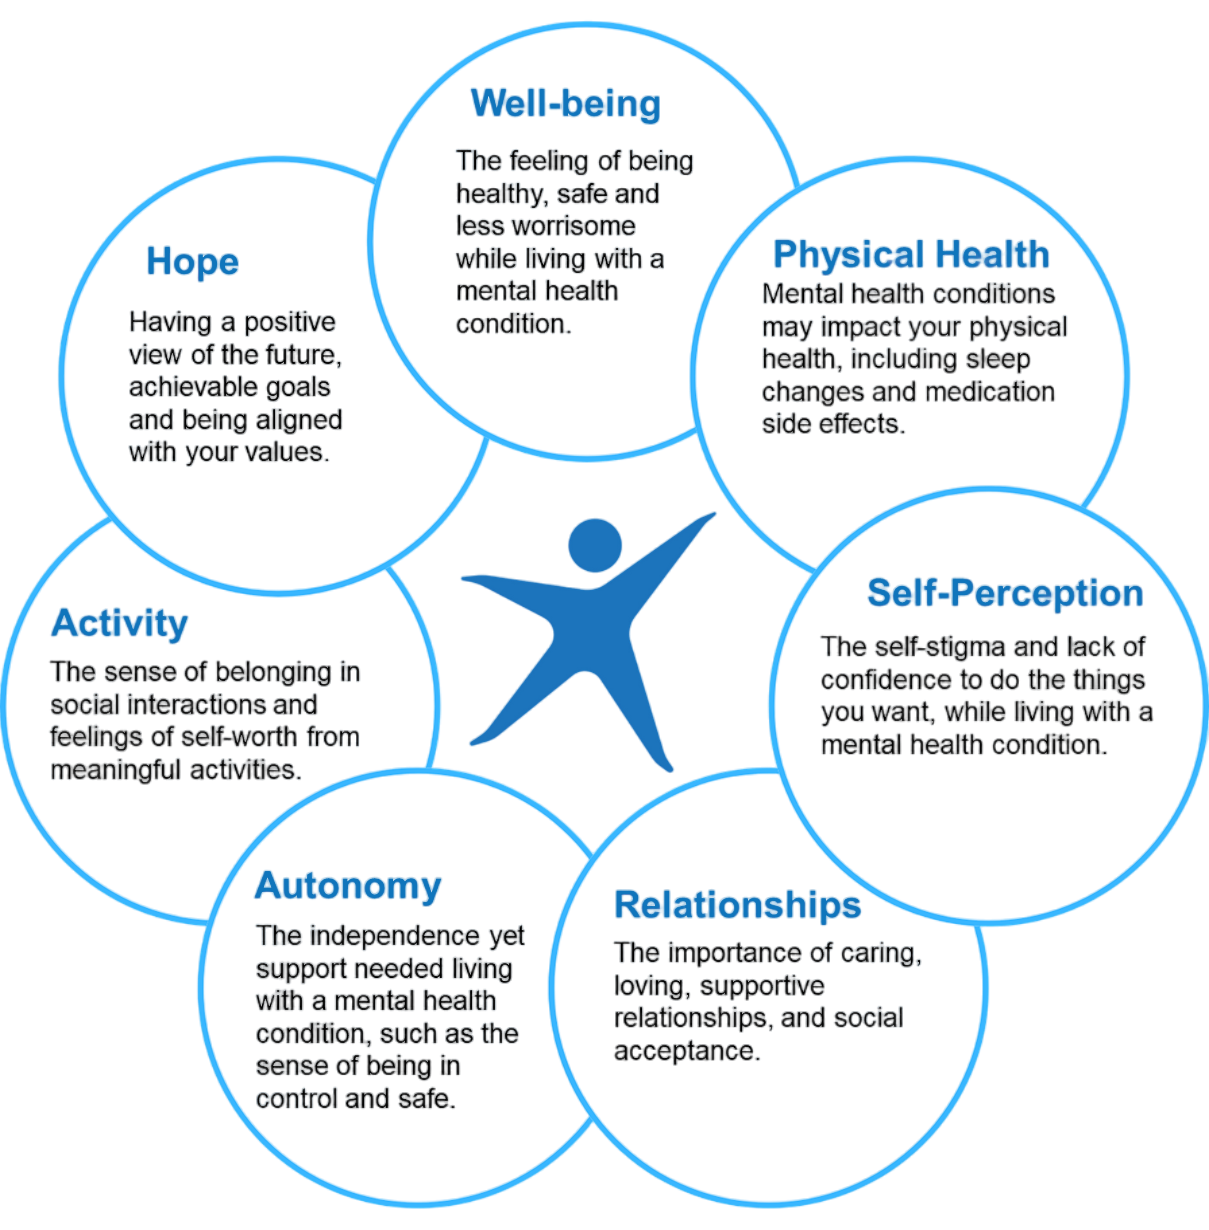 Well-being
The feeling of being
healthy, safe and
less worrisome
while living with a
mental health
condition.
Physical Health
Mental health conditions
may impact your physical
health, including sleep
changes and medication
side effects.
Self-Perception
The self-stigma and lack of
confidence to do the things
you want, while living with a
mental health condition.
Relationships
The importance of caring,
loving, supportive
relationships, and social
acceptance.
Autonomy
The independence yet
support needed living
with a mental health
condition, such as the
sense of being in
control and safe.
Activity
The sense of belonging in
social interactions and
feelings of self-worth from
meaningful activities.
Hope
Having a positive
view of the future,
achievable goals
and being aligned
with your values.